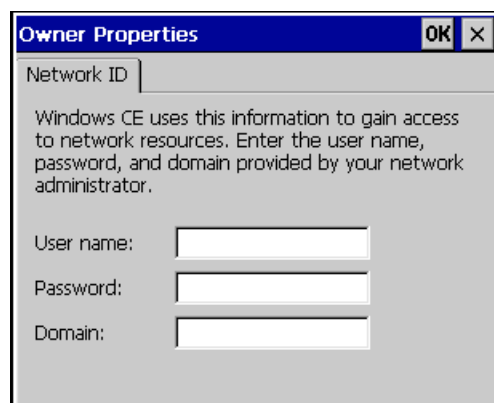 Owner Properties OK ×
Network ID
Windows CE uses this information to gain access
to network resources. Enter the user name,
password, and domain provided by your network
administrator.
User name:
Password:
Domain: